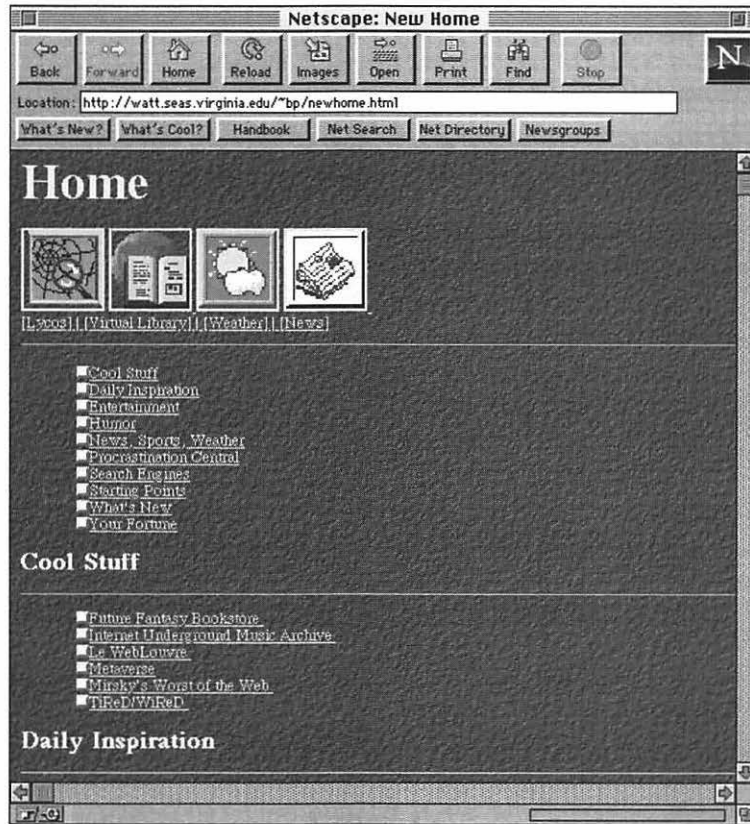 Netscape: New Home
Back Forward Home Reload Images Open Print Find Stop N
Location: http://watt.seas.virginia.edu/~bp/newhome.html
What's New? What's Cool? Handbook Net Search Net Directory Newsgroups
Home
[Lycos] | [Virtual Library] | [Weather] | [News]
Cool Stuff
Daily Inspiration
Entertainment
Humor
News, Sports, Weather
Procrastination Central
Search Engines
Starting Points
What's New
Your Fortune
Cool Stuff
Future Fantasy Bookstore
Internet Underground Music Archive
Le WebLouvre
Metaverse
Mirsky's Worst of the Web
TiReD/WiReD
Daily Inspiration